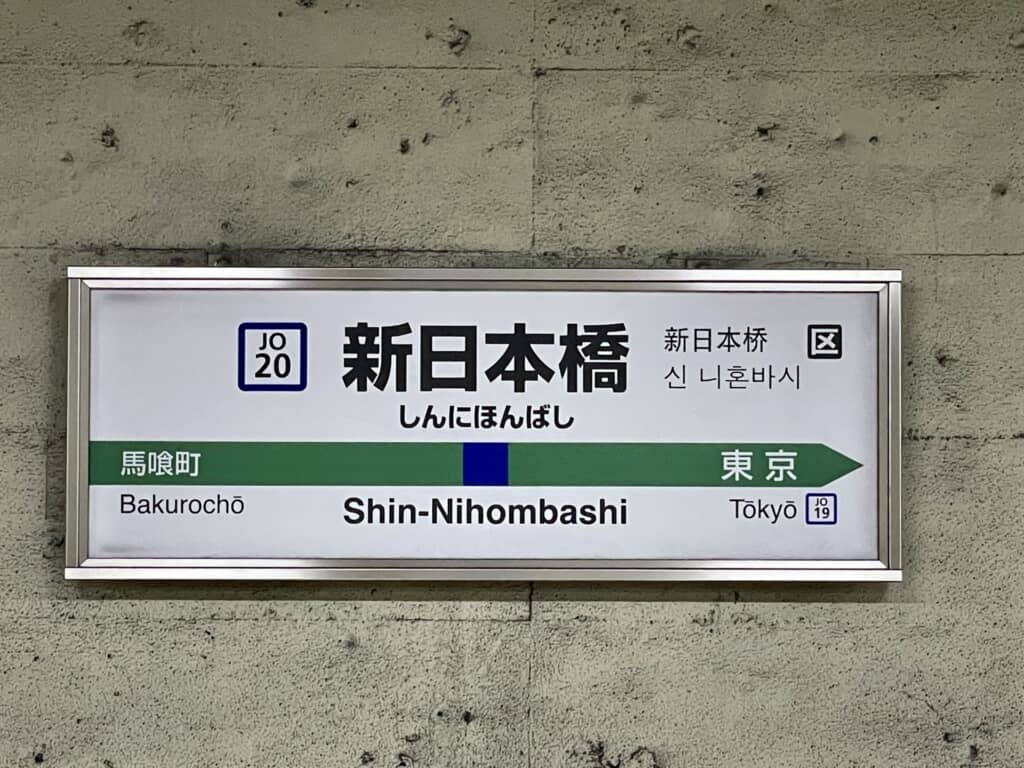 JO
20
新日本橋
しんにほんばし
新日本桥
신 니혼바시
区
馬喰町
東京
Bakurochō
Shin-Nihombashi
Tōkyō
JO
19